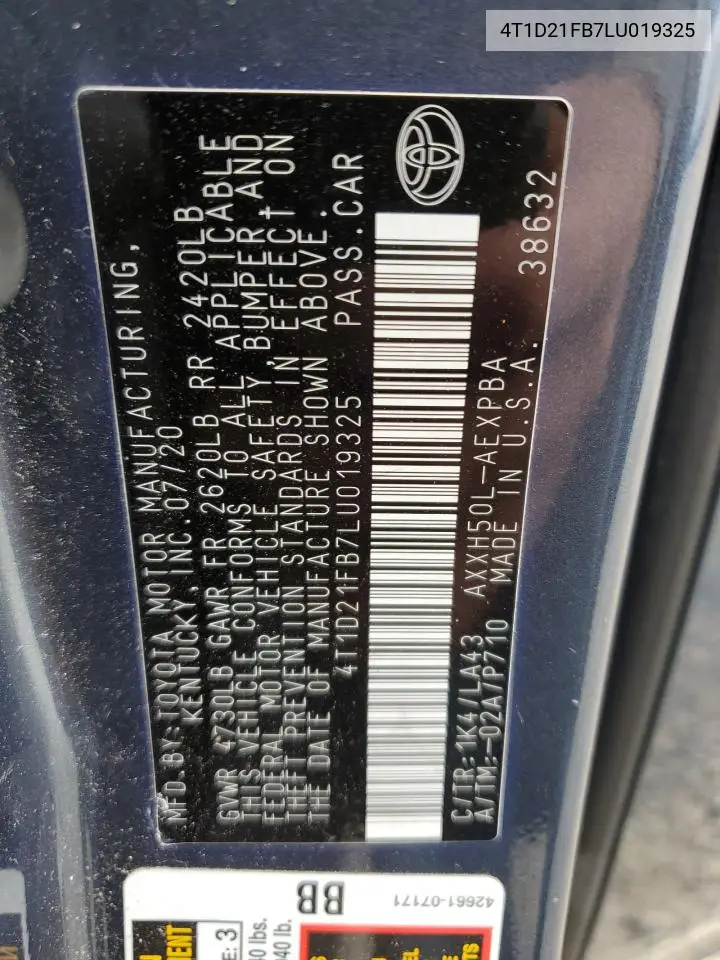 4T1D21FB7LU019325
MFD.BY:TOYOTA MOTOR MANUFACTURING,
KENTUCKY, INC. 07/20
GVWR 4730LB GAWR FR 2620LB RR 2420LB
THIS VEHICLE CONFORMS TO ALL APPLICABLE
FEDERAL MOTOR VEHICLE SAFETY, BUMPER, AND
THEFT PREVENTION STANDARDS IN EFFECT ON
THE DATE OF MANUFACTURE SHOWN ABOVE.
4T1D21FB7LU019325 PASS.CAR
C/TR:1K4/LA43 AXXH50L-AEXPBA
A/TM:-02A/P710 MADE IN U.S.A. 38632
BB
42661-07171
E: 3
40 lb.